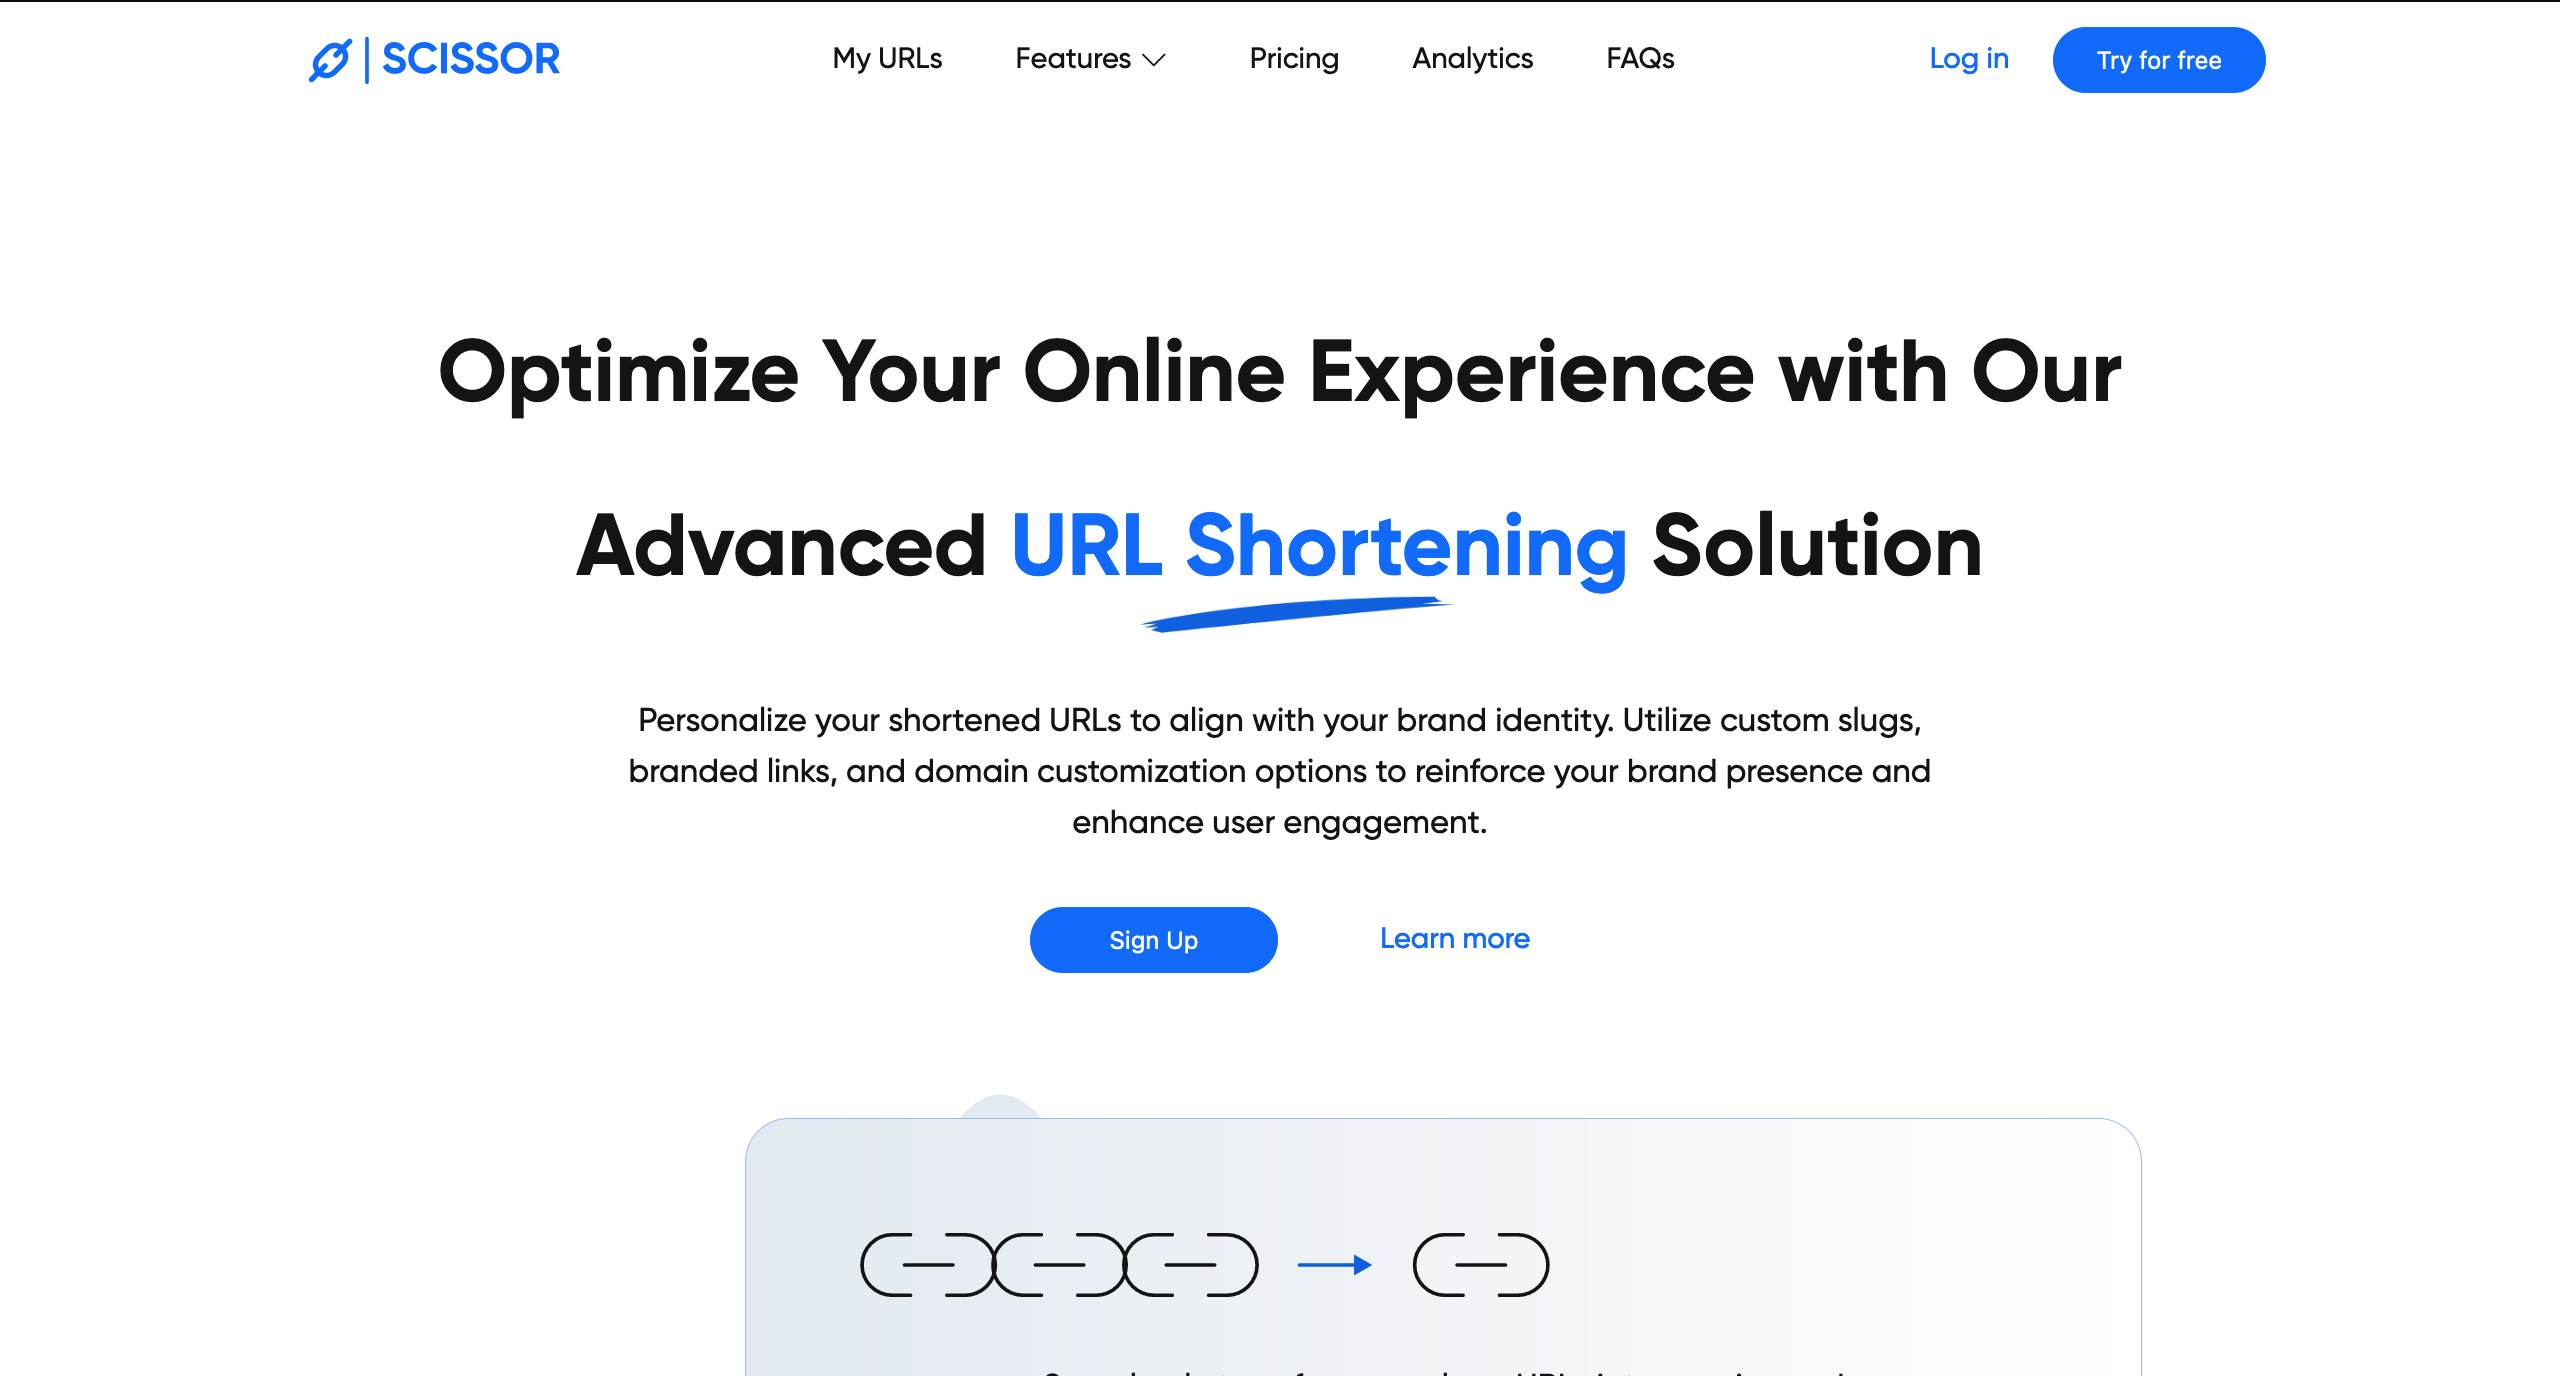 SCISSOR
My URLs
Features
Pricing
Analytics
FAQs
Log in
Try for free
Optimize Your Online Experience with Our
Advanced URL Shortening Solution
Personalize your shortened URLs to align with your brand identity. Utilize custom slugs,
branded links, and domain customization options to reinforce your brand presence and
enhance user engagement.
Sign Up
Learn more